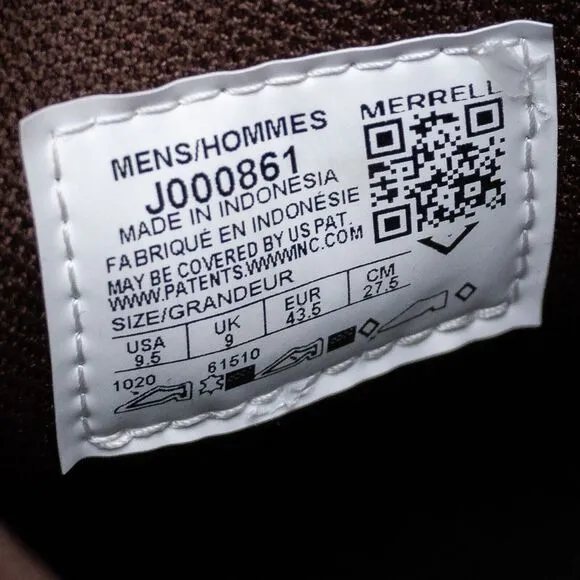 MENS/HOMMES
MERRELL
J000861
MADE IN INDONESIA
FABRIQUÉ EN INDONÉSIE
MAY BE COVERED BY US PAT.
WWW.PATENTS.WWWINC.COM
SIZE/GRANDEUR
USA UK EUR CM
9.5 9 43.5 27.5
1020 61510